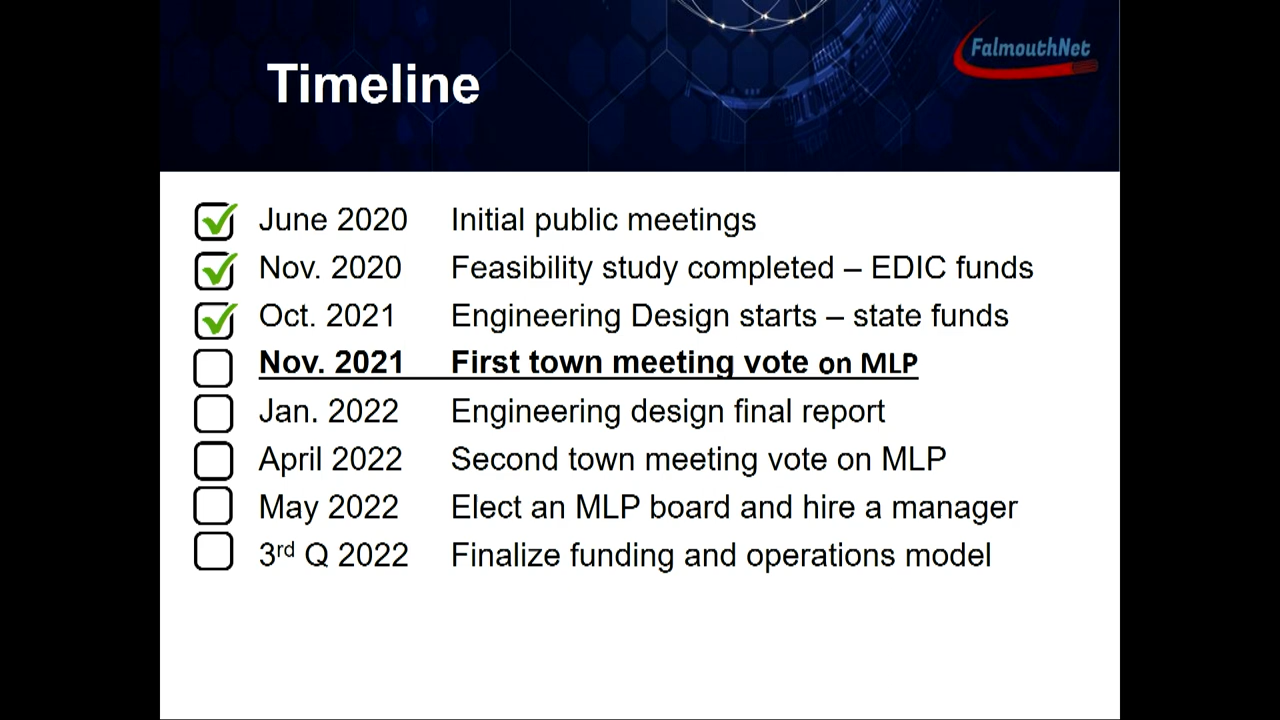 FalmouthNet
Timeline
June 2020 Initial public meetings
Nov. 2020 Feasibility study completed – EDIC funds
Oct. 2021 Engineering Design starts – state funds
Nov. 2021 First town meeting vote on MLP
Jan. 2022 Engineering design final report
April 2022 Second town meeting vote on MLP
May 2022 Elect an MLP board and hire a manager
3rd Q 2022 Finalize funding and operations model